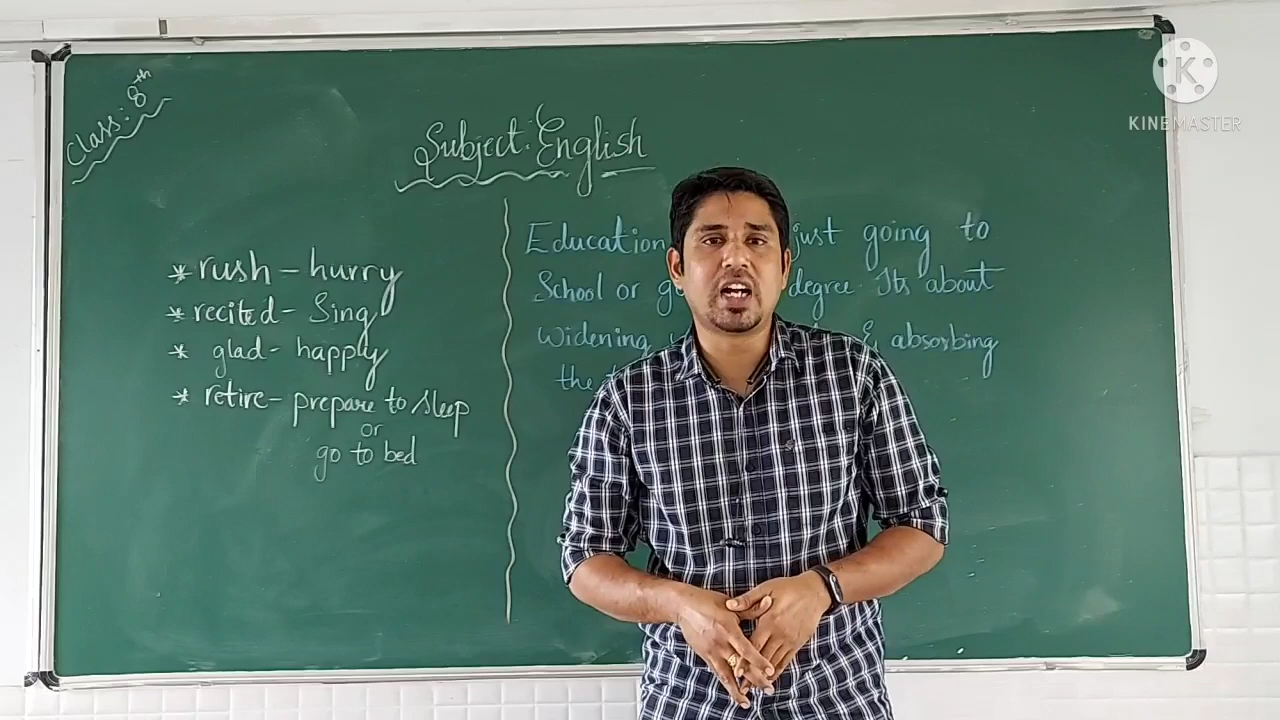 Class: 8th
Subject: English
* rush - hurry
* recited - Sing
* glad - happy
* retire - prepare to sleep
or
go to bed
Education just going to
School or degree. Its about
Widening & absorbing
the
KINEMASTER